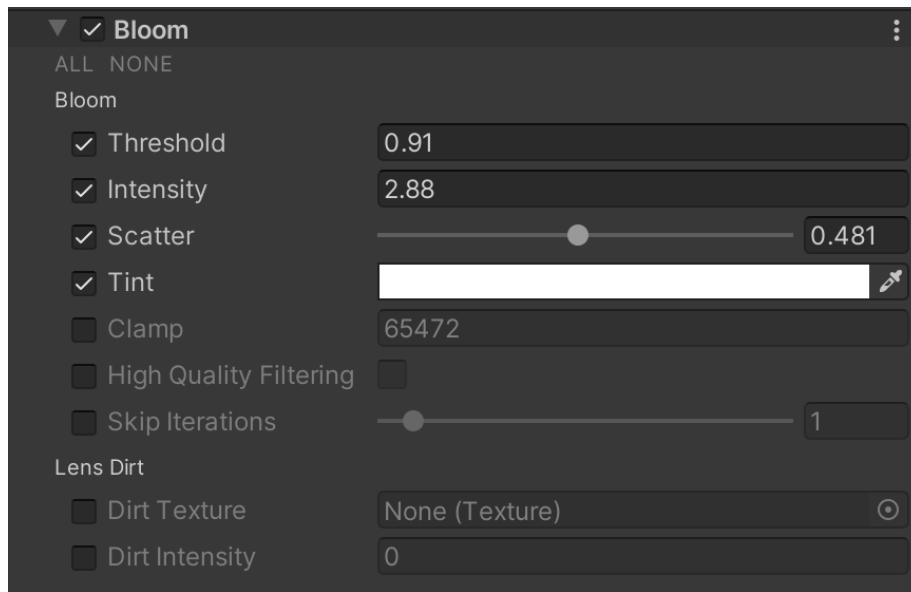 Bloom
ALL NONE
Bloom
Threshold 0.91
Intensity 2.88
Scatter 0.481
Tint
Clamp 65472
High Quality Filtering
Skip Iterations 1
Lens Dirt
Dirt Texture None (Texture)
Dirt Intensity 0